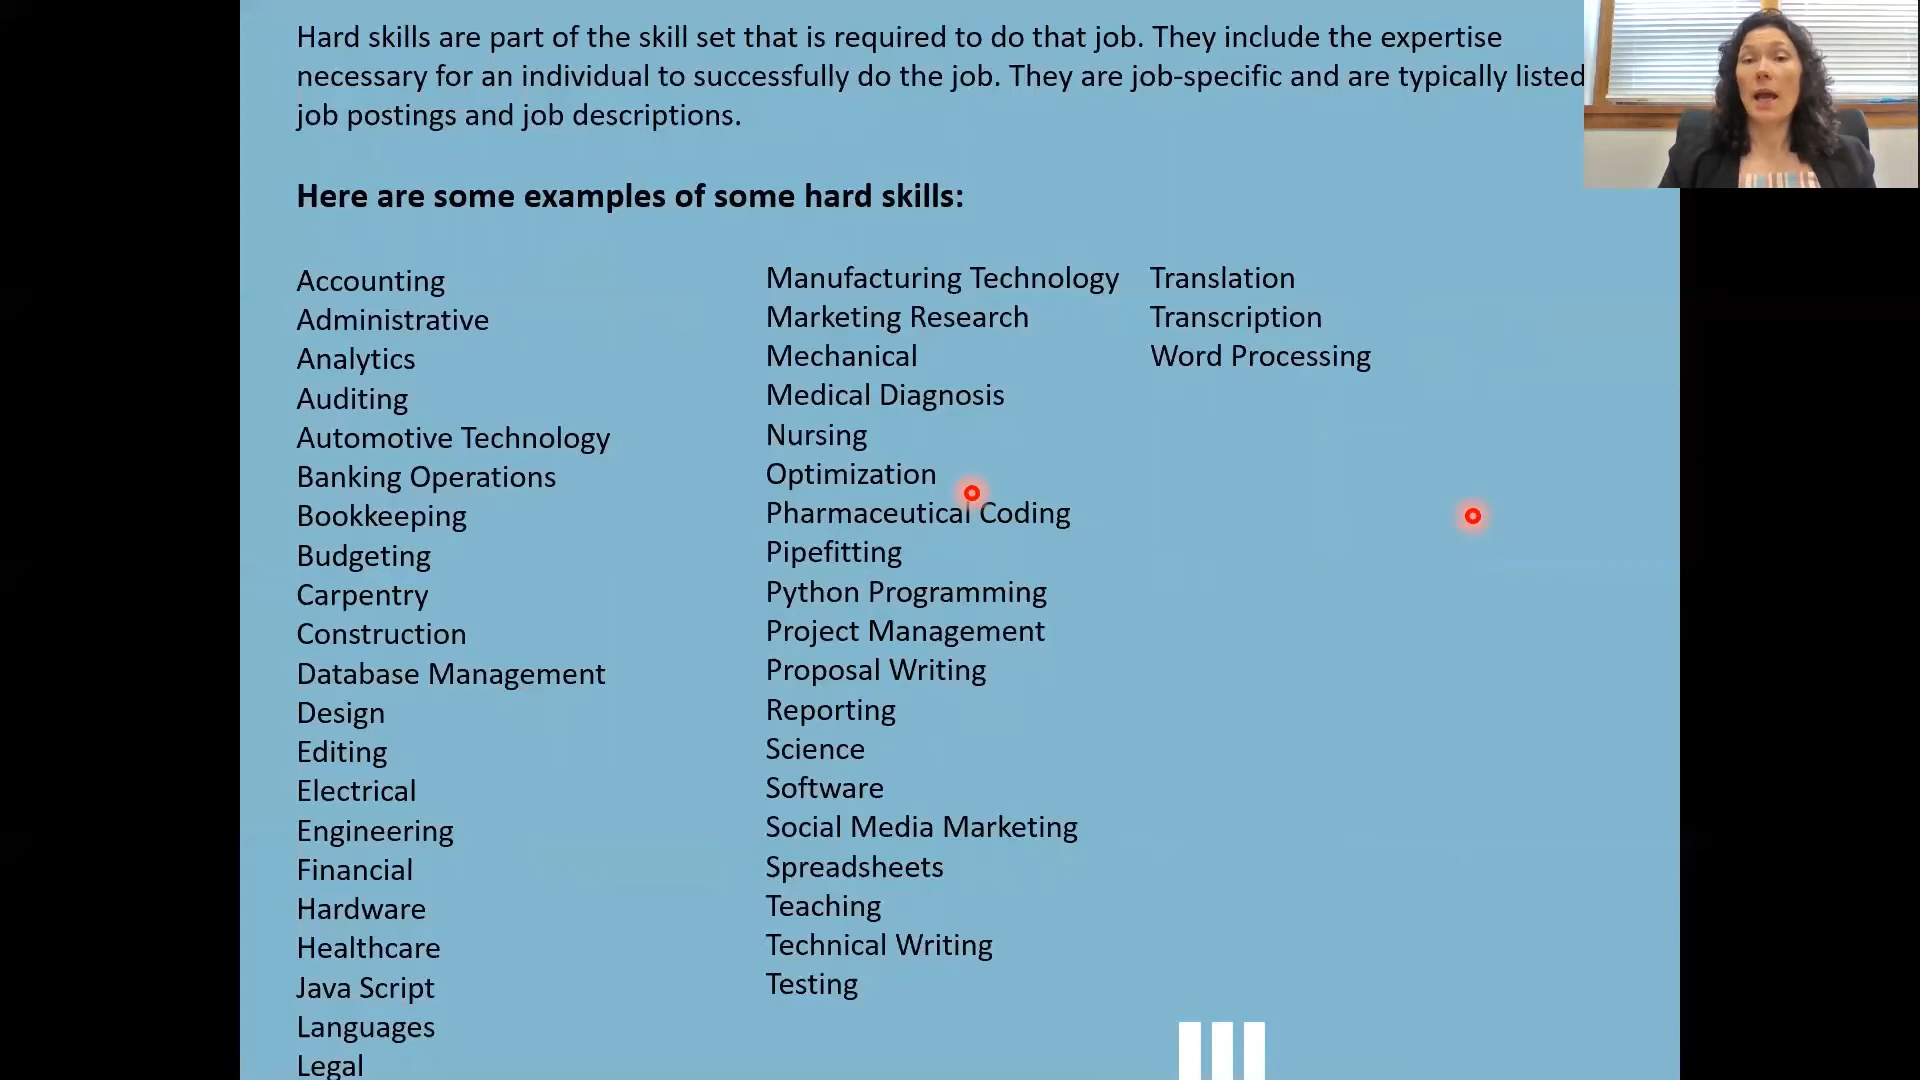 Hard skills are part of the skill set that is required to do that job. They include the expertise
necessary for an individual to successfully do the job. They are job-specific and are typically listed
job postings and job descriptions.
Here are some examples of some hard skills:
Accounting
Administrative
Analytics
Auditing
Automotive Technology
Banking Operations
Bookkeeping
Budgeting
Carpentry
Construction
Database Management
Design
Editing
Electrical
Engineering
Financial
Hardware
Healthcare
Java Script
Languages
Legal
Manufacturing Technology
Marketing Research
Mechanical
Medical Diagnosis
Nursing
Optimization
Pharmaceutical Coding
Pipefitting
Python Programming
Project Management
Proposal Writing
Reporting
Science
Software
Social Media Marketing
Spreadsheets
Teaching
Technical Writing
Testing
Translation
Transcription
Word Processing